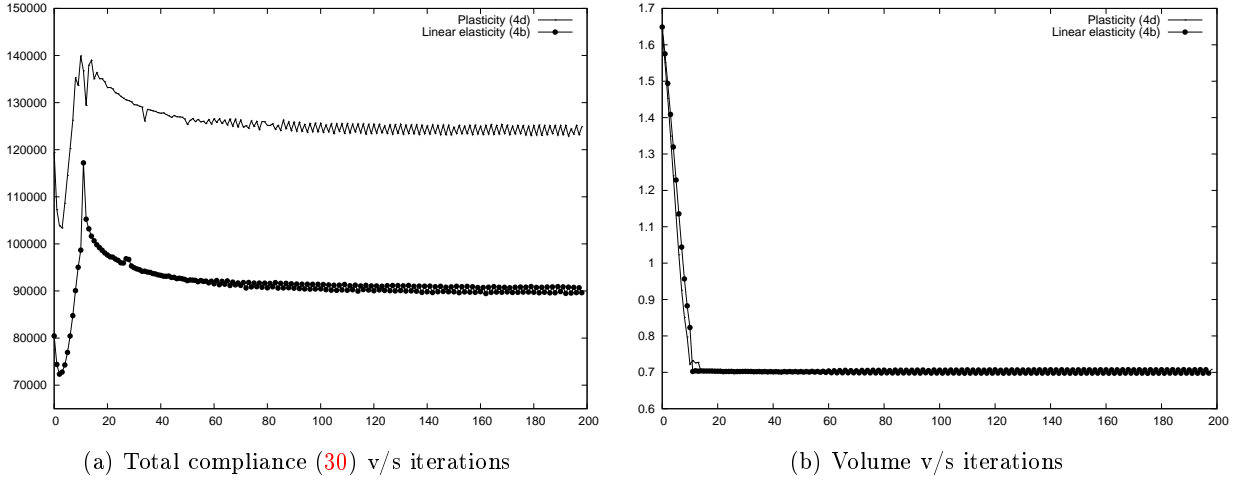 150000
140000
130000
120000
110000
100000
90000
80000
70000
0 20 40 60 80 100 120 140 160 180 200
Plasticity (4d)
Linear elasticity (4b)
(a) Total compliance (30) v/s iterations
1.7
1.6
1.5
1.4
1.3
1.2
1.1
1
0.9
0.8
0.7
0.6
0 20 40 60 80 100 120 140 160 180 200
Plasticity (4d)
Linear elasticity (4b)
(b) Volume v/s iterations